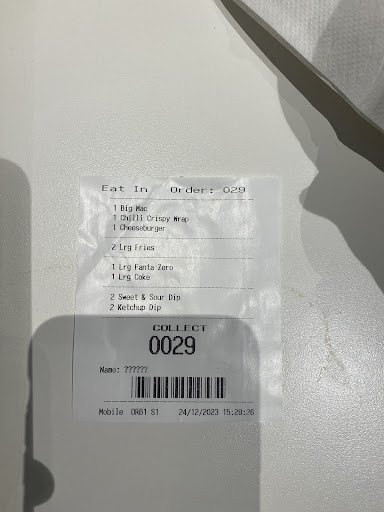 Eat In Order: 029
1 Big Mac
1 Chilli Crispy Wrap
1 Cheeseburger
2 Lrg Fries
1 Lrg Fanta Zero
1 Lrg Coke
2 Sweet & Sour Dip
2 Ketchup Dip
COLLECT
0029
Name: ??????
Mobile ORB1 S1 24/12/2023 15:28:26